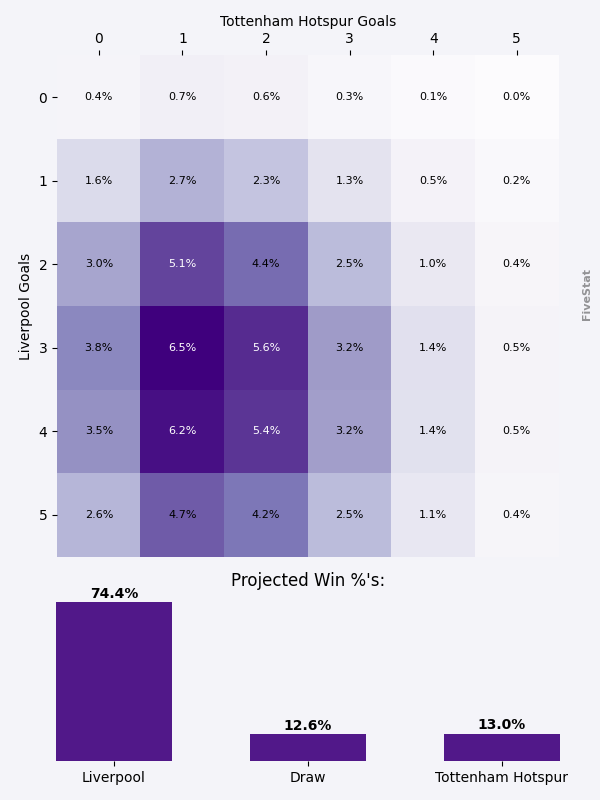 Tottenham Hotspur Goals
0 1 2 3 4 5
0 0.4% 0.7% 0.6% 0.3% 0.1% 0.0%
1 1.6% 2.7% 2.3% 1.3% 0.5% 0.2%
2 3.0% 5.1% 4.4% 2.5% 1.0% 0.4%
3 3.8% 6.5% 5.6% 3.2% 1.4% 0.5%
4 3.5% 6.2% 5.4% 3.2% 1.4% 0.5%
5 2.6% 4.7% 4.2% 2.5% 1.1% 0.4%
Liverpool Goals
FiveStat
Projected Win %'s:
74.4% 12.6% 13.0%
Liverpool Draw Tottenham Hotspur